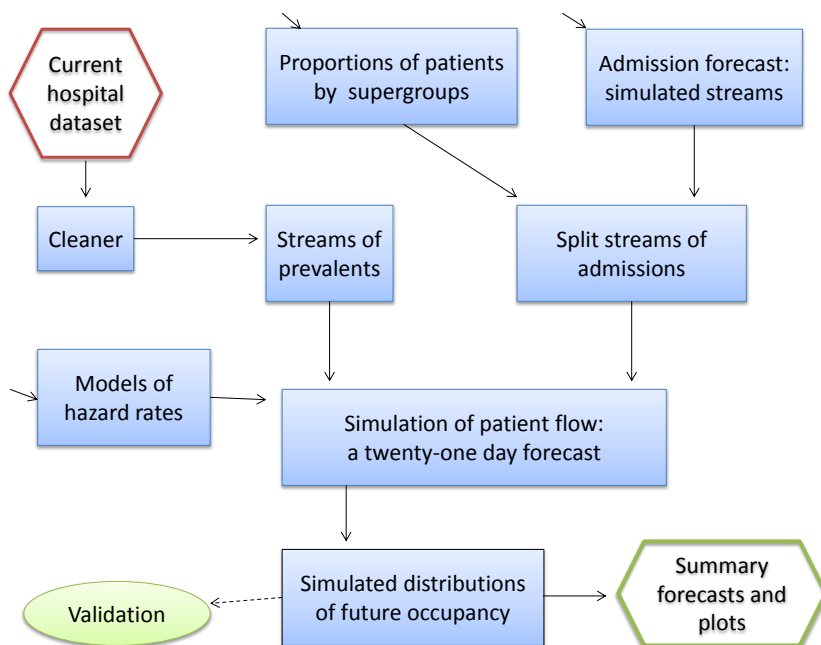 Current
hospital
dataset
Proportions of patients
by supergroups
Admission forecast:
simulated streams
Cleaner
Streams of
prevalents
Split streams of
admissions
Models of
hazard rates
Simulation of patient flow:
a twenty-one day forecast
Validation
Simulated distributions
of future occupancy
Summary
forecasts and
plots